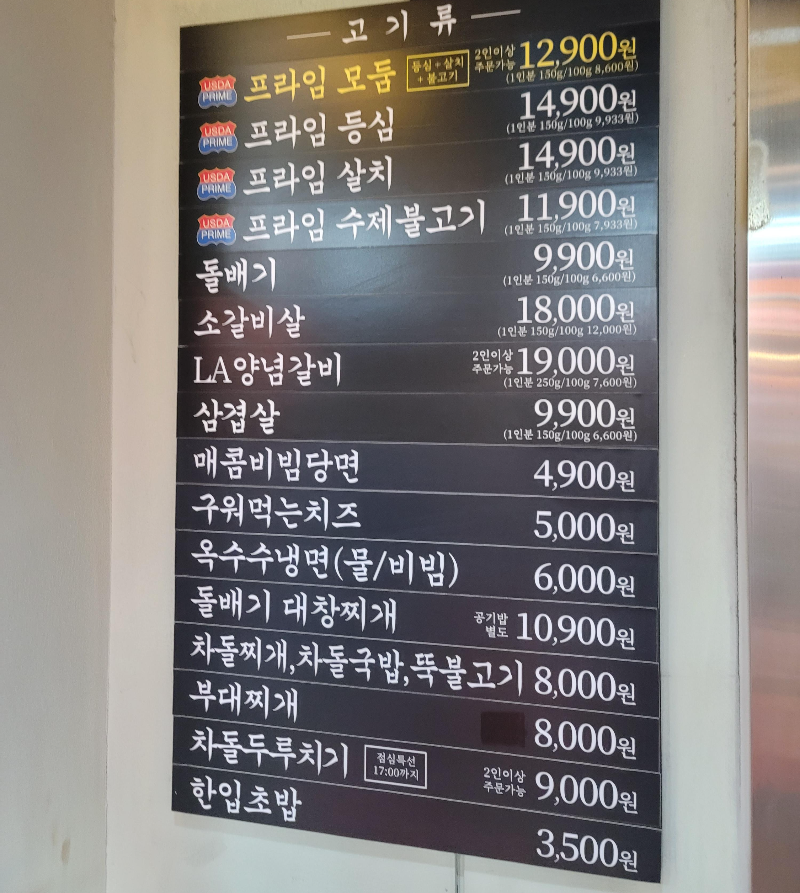 고기류
USDA PRIME 프라임 모둠 등심+살치+불고기 2인이상 주문가능 12,900원
(1인분 150g/100g 8,600원)
USDA PRIME 프라임 등심 14,900원
(1인분 150g/100g 9,933원)
USDA PRIME 프라임 살치 14,900원
(1인분 150g/100g 9,933원)
USDA PRIME 프라임 수제불고기 11,900원
(1인분 150g/100g 7,933원)
돌배기 9,900원
(1인분 150g/100g 6,600원)
소갈비살 18,000원
(1인분 150g/100g 12,000원)
LA양념갈비 2인이상 주문가능 19,000원
(1인분 250g/100g 7,600원)
삼겹살 9,900원
(1인분 150g/100g 6,600원)
매콤비빔당면 4,900원
구워먹는치즈 5,000원
옥수수냉면(물/비빔) 6,000원
돌배기 대창찌개 공기밥 별도 10,900원
차돌찌개,차돌국밥,뚝불고기 8,000원
부대찌개 8,000원
차돌두루치기 점심특선 17:00까지 2인이상 주문가능 9,000원
한입초밥 3,500원